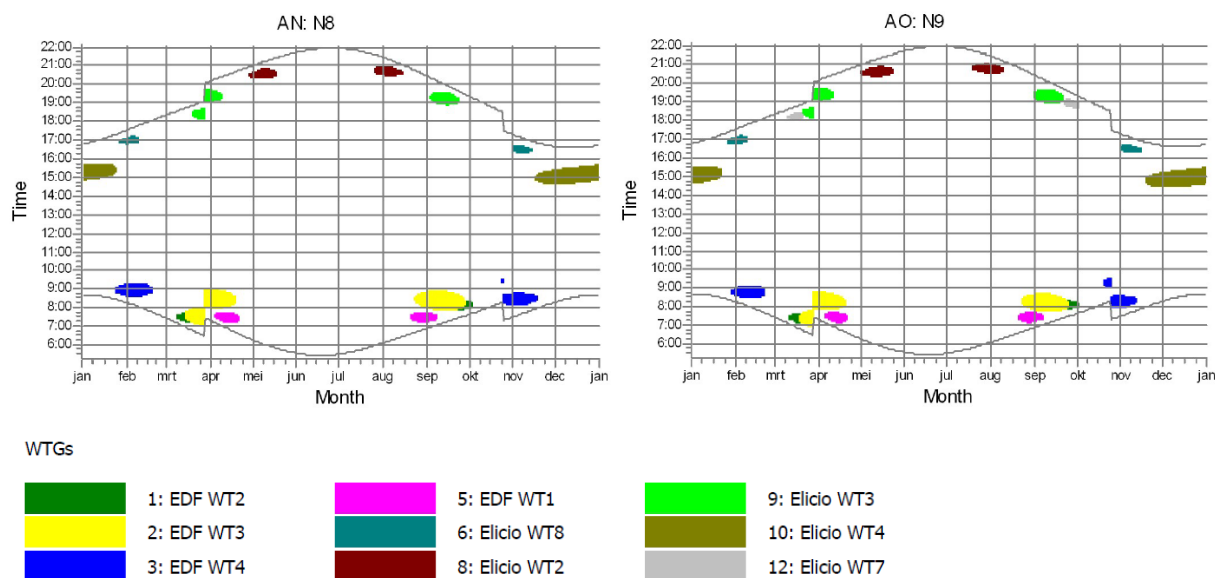 AN: N8
22:00
21:00
20:00
19:00
18:00
17:00
16:00
15:00
14:00
13:00
12:00
11:00
10:00
9:00
8:00
7:00
6:00
Time
jan feb mrt apr mei jun jul aug sep okt nov dec jan
Month
AO: N9
22:00
21:00
20:00
19:00
18:00
17:00
16:00
15:00
14:00
13:00
12:00
11:00
10:00
9:00
8:00
7:00
6:00
Time
jan feb mrt apr mei jun jul aug sep okt nov dec jan
Month
WTGs
1: EDF WT2
2: EDF WT3
3: EDF WT4
5: EDF WT1
6: Elicio WT8
8: Elicio WT2
9: Elicio WT3
10: Elicio WT4
12: Elicio WT7